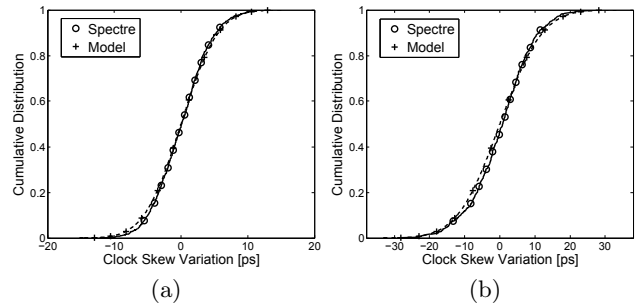 1
0.8
0.6
0.4
0.2
0
Cumulative Distribution
Spectre
Model
-20 -10 0 10 20
Clock Skew Variation [ps]
(a)
1
0.8
0.6
0.4
0.2
0
Cumulative Distribution
Spectre
Model
-30 -20 -10 0 10 20 30
Clock Skew Variation [ps]
(b)